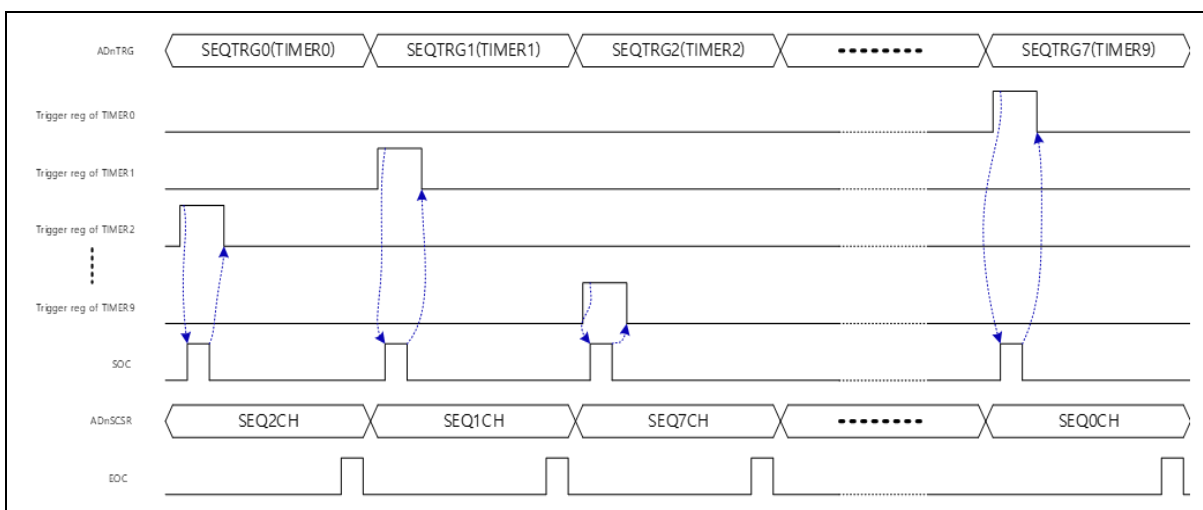 ADnTRG SEQTRG0(TIMER0) SEQTRG1(TIMER1) SEQTRG2(TIMER2) SEQTRG7(TIMER9)
Trigger reg of TIMER0
Trigger reg of TIMER1
Trigger reg of TIMER2
Trigger reg of TIMER9
SOC
ADnSCSR SEQ2CH SEQ1CH SEQ7CH SEQ0CH
EOC